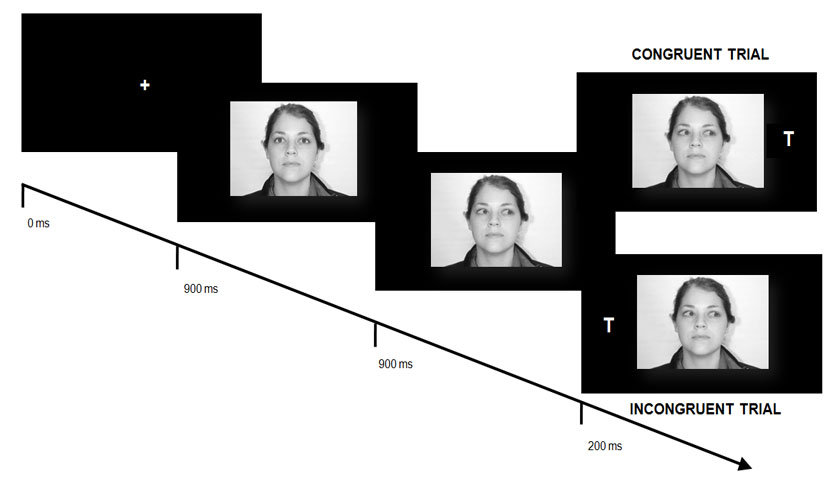 CONGRUENT TRIAL
+
T
0 ms
900 ms
T
900 ms
INCONGRUENT TRIAL
200 ms